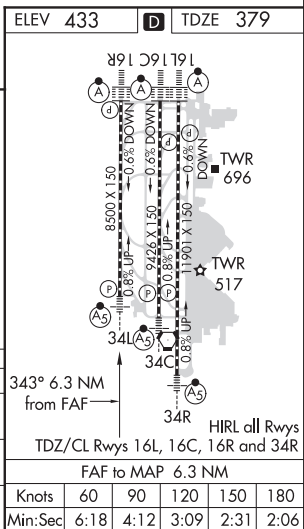 ELEV 433 D TDZE 379
16R 16C 16L
A A A
P P P
0.6% DOWN 0.6% DOWN 0.6% DOWN
TWR
696
8500 X 150 9426 X 150 11901 X 150
0.8% UP 0.8% UP 0.8% UP
TWR
517
P P P
A5 A5 A5
34L 34C 34R
343° 6.3 NM
from FAF
HIRL all Rwys
TDZ/CL Rwys 16L, 16C, 16R and 34R
FAF to MAP 6.3 NM
Knots 60 90 120 150 180
Min:Sec 6:18 4:12 3:09 2:31 2:06